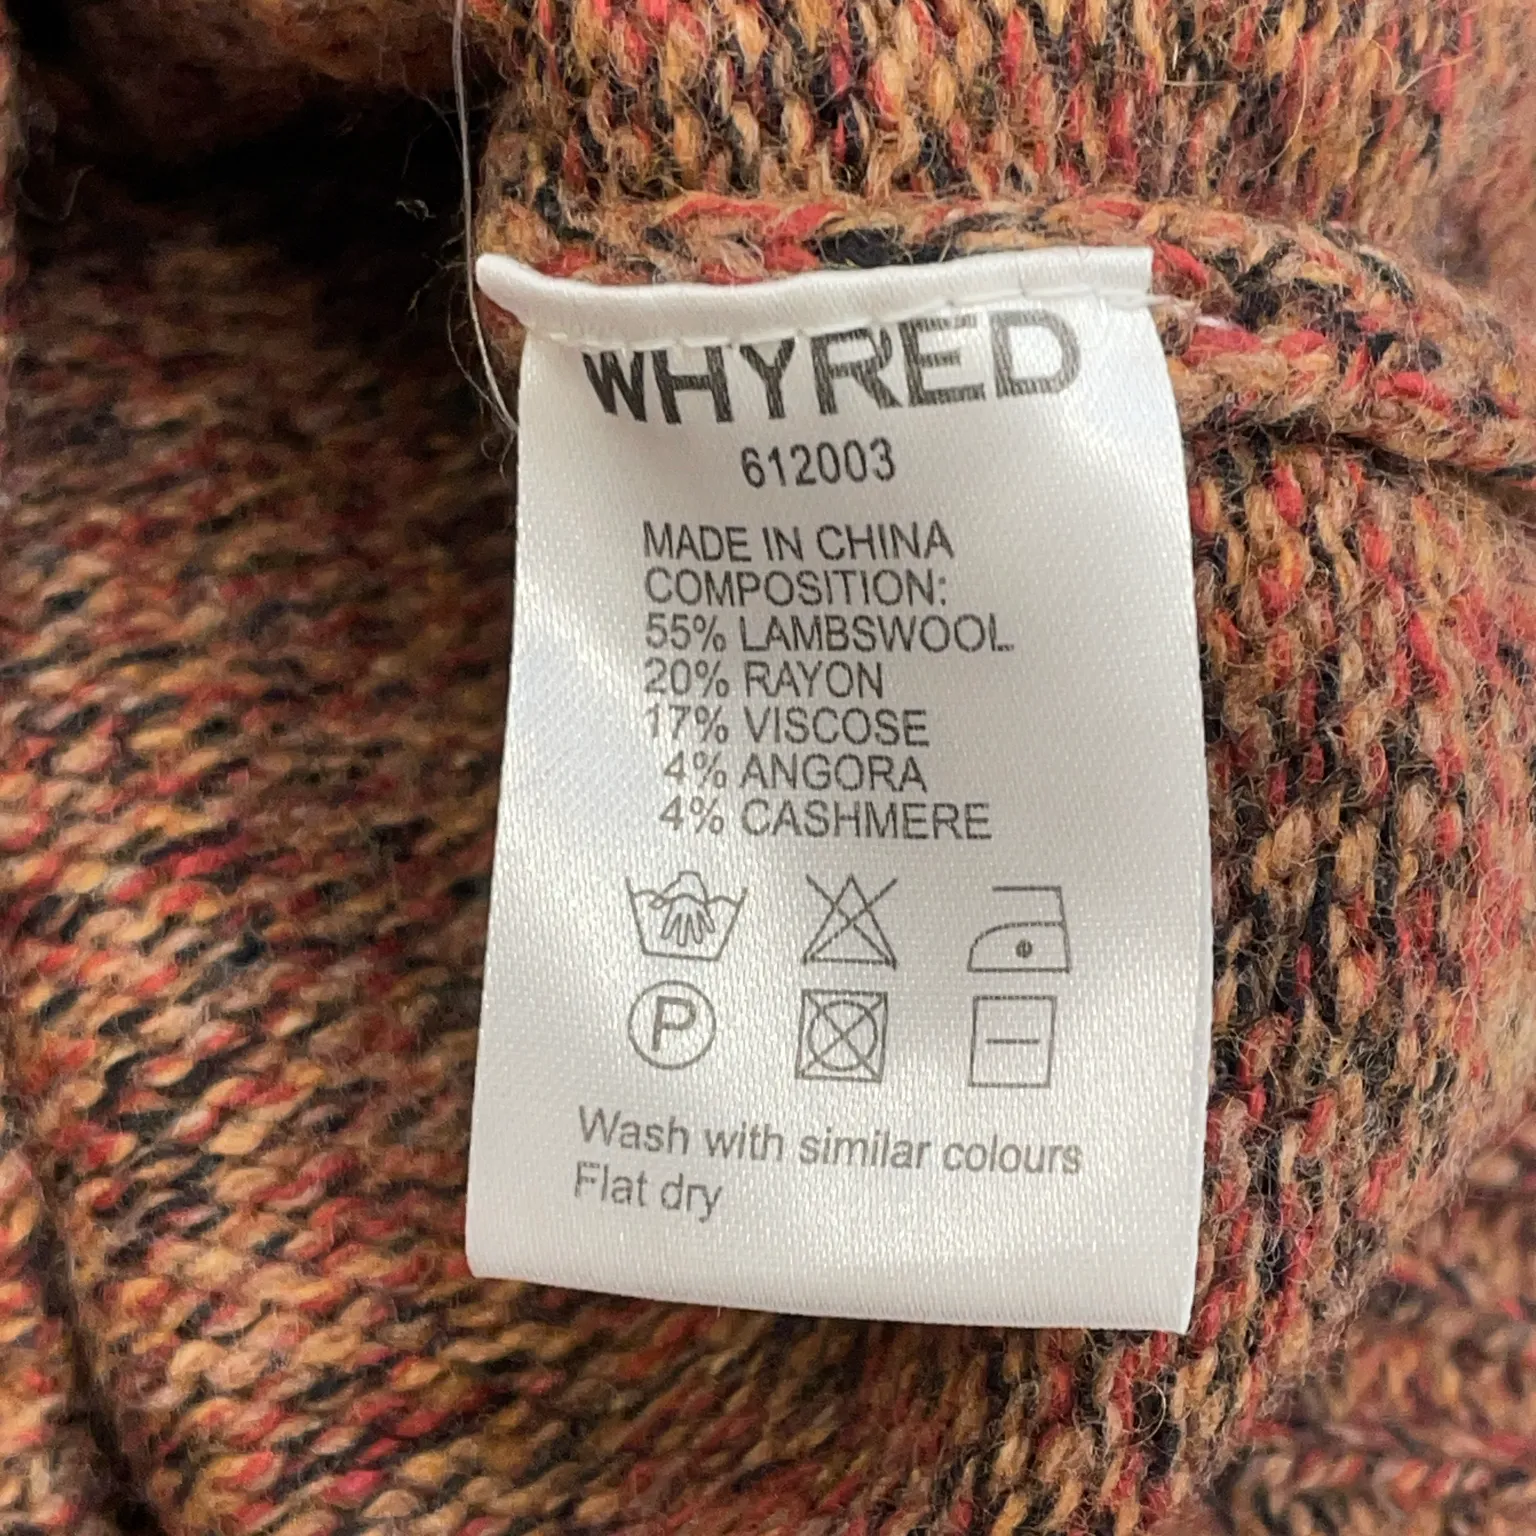 WHYRED
612003
MADE IN CHINA
COMPOSITION:
55% LAMBSWOOL
20% RAYON
17% VISCOSE
4% ANGORA
4% CASHMERE
P
Wash with similar colours
Flat dry